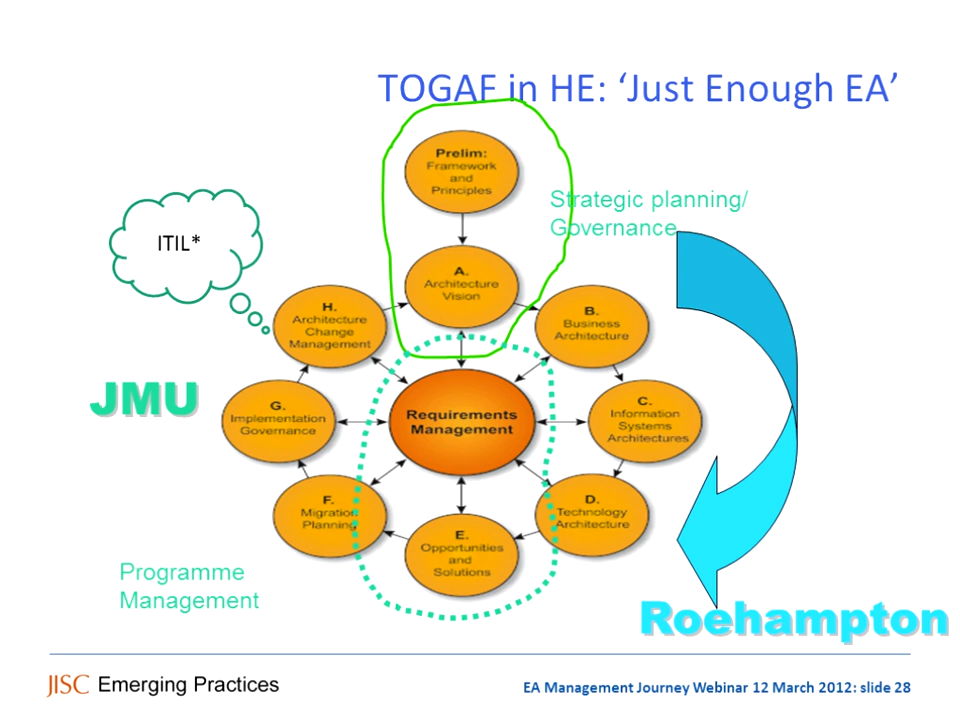 TOGAF in HE: ‘Just Enough EA’
Prelim:
Framework
and
Principles
Strategic planning/
Governance
ITIL*
A.
Architecture
Vision
H.
Architecture
Change
Management
B.
Business
Architecture
JMU
G.
Implementation
Governance
Requirements
Management
C.
Information
Systems
Architectures
F.
Migration
Planning
D.
Technology
Architecture
E.
Opportunities
and
Solutions
Programme
Management
Roehampton
JISC Emerging Practices
EA Management Journey Webinar 12 March 2012: slide 28